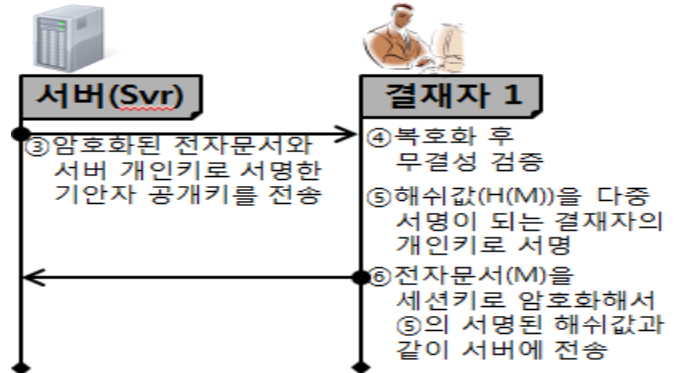 서버(Svr)
결재자 1
③암호화된 전자문서와
서버 개인키로 서명한
기안자 공개키를 전송
④복호화 후
무결성 검증
⑤해쉬값(H(M))을 다중
서명이 되는 결재자의
개인키로 서명
⑥전자문서(M)을
세션키로 암호화해서
⑤의 서명된 해쉬값과
같이 서버에 전송